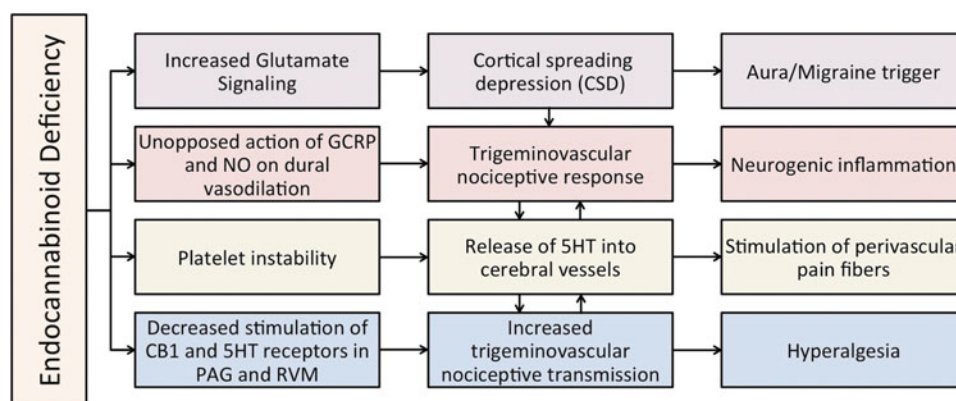 Endocannabinoid Deficiency
Increased Glutamate
Signaling
Cortical spreading
depression (CSD)
Aura/Migraine trigger
Unopposed action of GCRP
and NO on dural
vasodilation
Trigeminovascular
nociceptive response
Neurogenic inflammation
Platelet instability
Release of 5HT into
cerebral vessels
Stimulation of perivascular
pain fibers
Decreased stimulation of
CB1 and 5HT receptors in
PAG and RVM
Increased
trigeminovascular
nociceptive transmission
Hyperalgesia